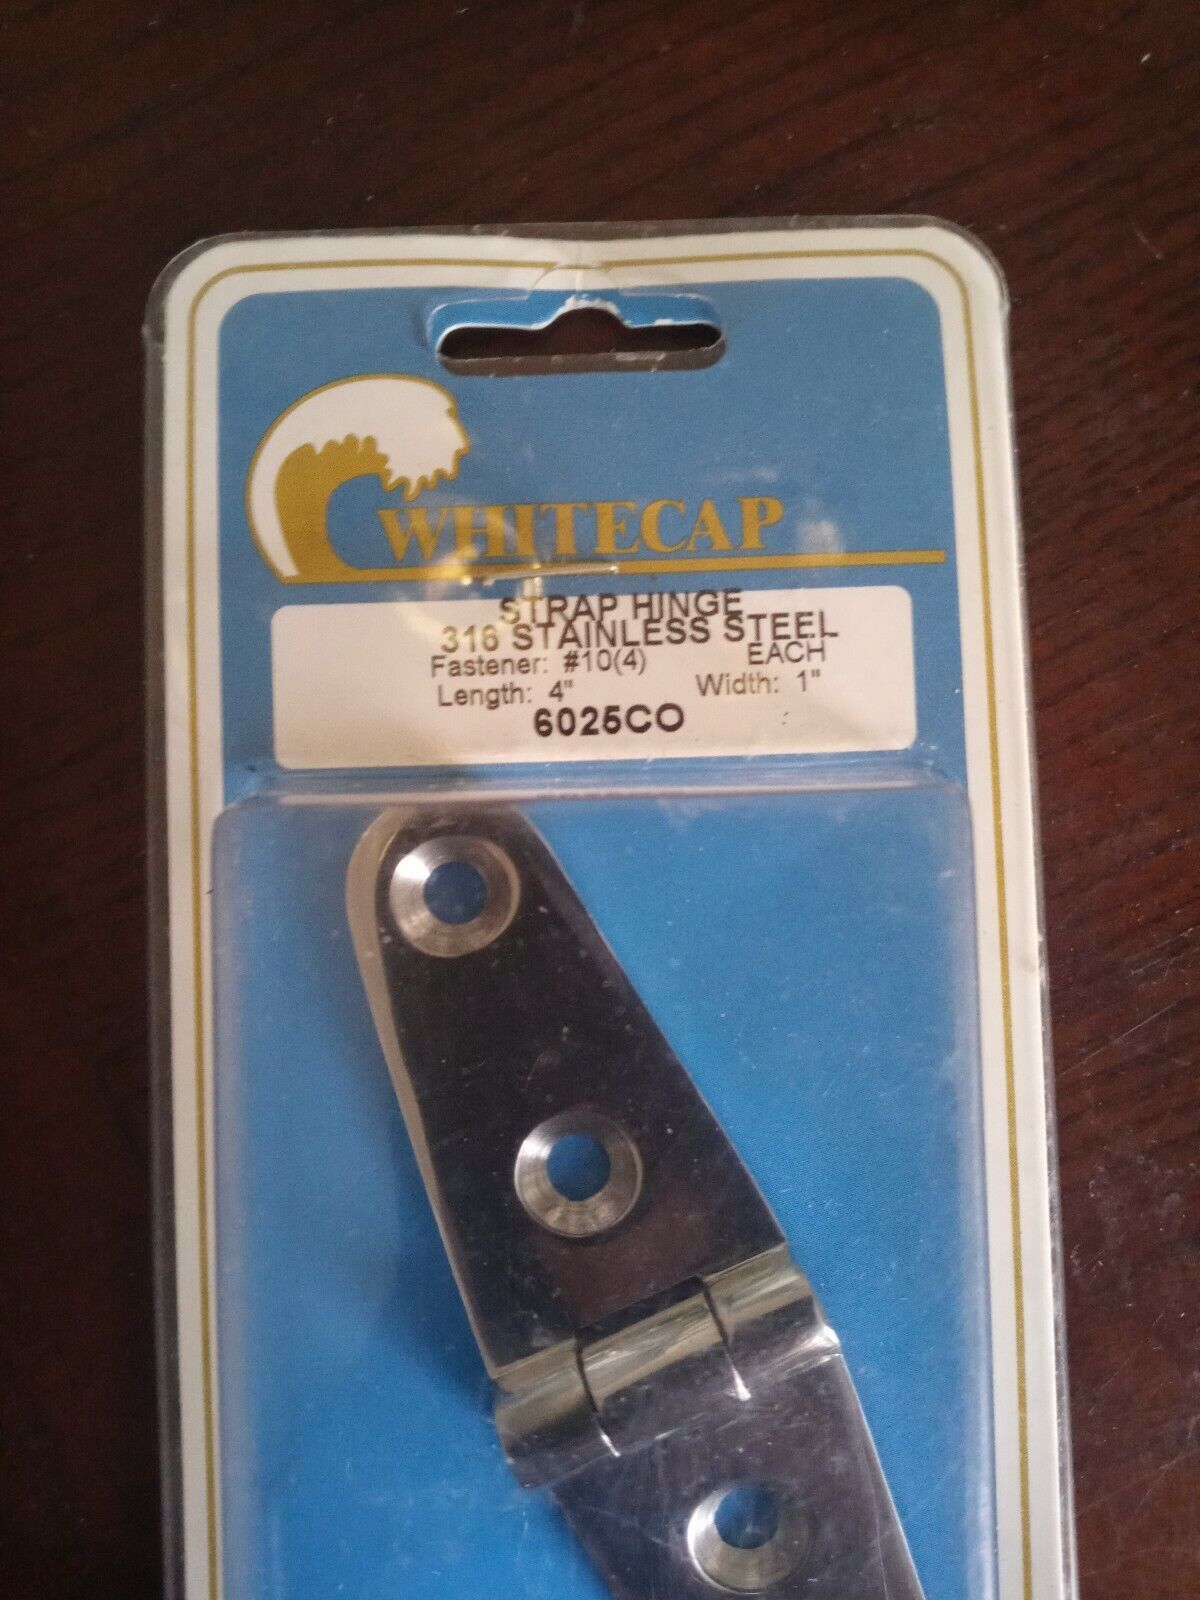 WHITECAP
STRAP HINGE
316 STAINLESS STEEL
Fastener: #10(4) EACH
Length: 4" Width: 1"
6025CO